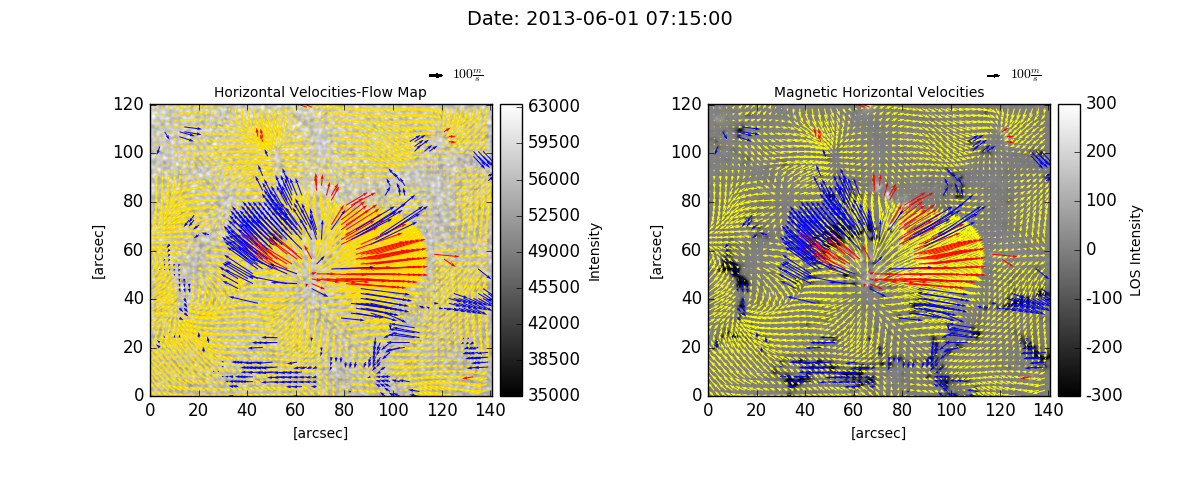 Date: 2013-06-01 07:15:00
100 m/s
100 m/s
Horizontal Velocities-Flow Map
Magnetic Horizontal Velocities
120
100
80
60
40
20
0
0 20 40 60 80 100 120 140
[arcsec]
[arcsec]
63000
59500
56000
52500
49000
45500
42000
38500
35000
Intensity
120
100
80
60
40
20
0
0 20 40 60 80 100 120 140
[arcsec]
[arcsec]
300
200
100
0
-100
-200
-300
LOS Intensity